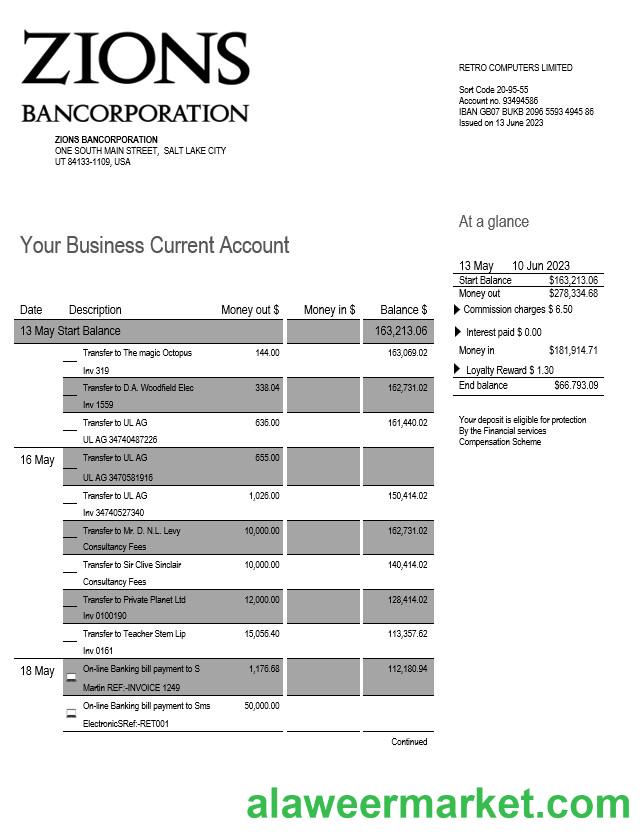 ZIONS
BANCORPORATION
ZIONS BANCORPORATION
ONE SOUTH MAIN STREET, SALT LAKE CITY
UT 84133-1109, USA
RETRO COMPUTERS LIMITED
Sort Code 20-95-55
Account no. 93494586
IBAN GB07 BUKB 2096 5593 4945 86
Issued on 13 June 2023
Your Business Current Account
At a glance
13 May 10 Jun 2023
Start Balance $163,213.06
Money out $278,334.68
Commission charges $ 6.50
Interest paid $ 0.00
Money in $181,914.71
Loyalty Reward $ 1.30
End balance $66.793.09
Your deposit is eligible for protection
By the Financial services
Compensation Scheme
Date Description Money out $ Money in $ Balance $
13 May Start Balance 163,213.06
Transfer to The magic Octopus 144.00 163,069.02
Inv 319
Transfer to D.A. Woodfield Elec 338.04 162,731.02
Inv 1559
Transfer to UL AG 636.00 161,440.02
UL AG 34740487226
16 May Transfer to UL AG 655.00
UL AG 3470581916
Transfer to UL AG 1,026.00 150,414.02
Inv 34740527340
Transfer to Mr. D. N.L. Levy 10,000.00 162,731.02
Consultancy Fees
Transfer to Sir Clive Sinclair 10,000.00 140,414.02
Consultancy Fees
Transfer to Private Planet Ltd 12,000.00 128,414.02
Inv 0100190
Transfer to Teacher Stem Lip 15,056.40 113,357.62
Inv 0161
18 May On-line Banking bill payment to S 1,176.68 112,180.94
Martin REF:-INVOICE 1249
On-line Banking bill payment to Sms 50,000.00
ElectronicSRef:-RET001
Continued
alaweermarket.com